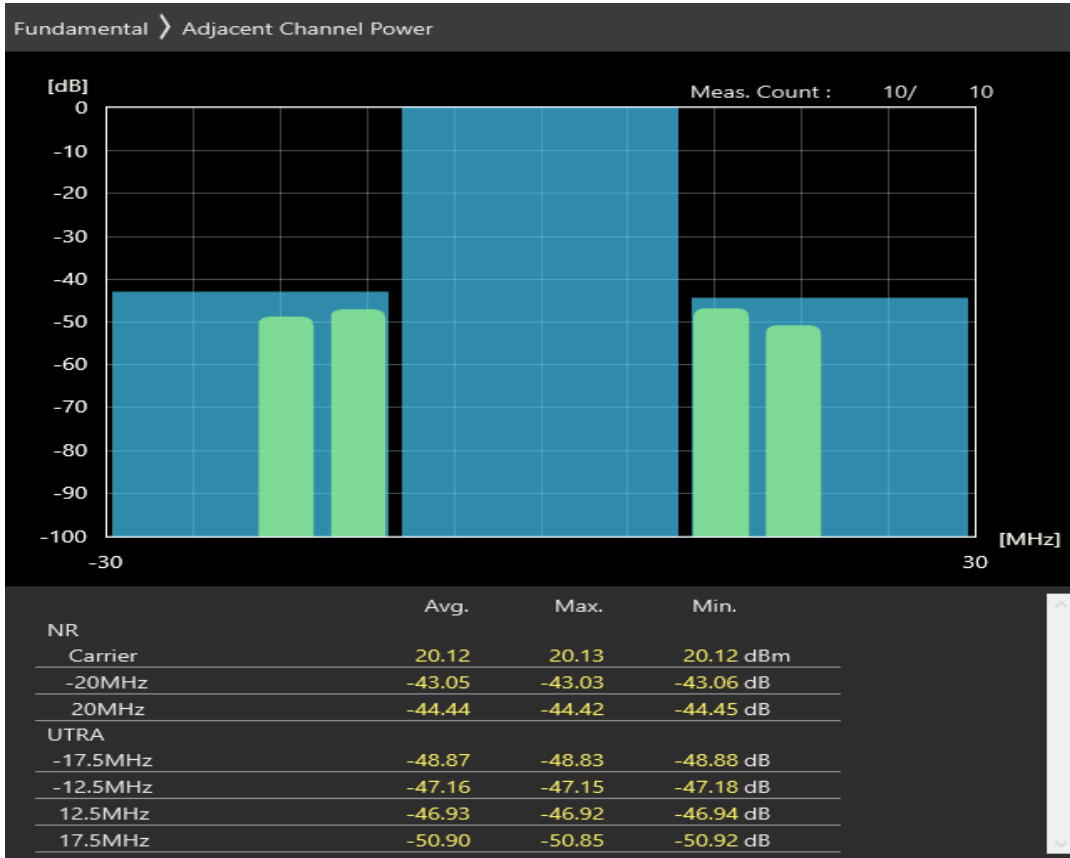 Fundamental ❯ Adjacent Channel Power
[dB]
Meas. Count : 10/ 10
0
-10
-20
-30
-40
-50
-60
-70
-80
-90
-100
[MHz]
-30 30
Avg. Max. Min.
NR
Carrier 20.12 20.13 20.12 dBm
-20MHz -43.05 -43.03 -43.06 dB
20MHz -44.44 -44.42 -44.45 dB
UTRA
-17.5MHz -48.87 -48.83 -48.88 dB
-12.5MHz -47.16 -47.15 -47.18 dB
12.5MHz -46.93 -46.92 -46.94 dB
17.5MHz -50.90 -50.85 -50.92 dB